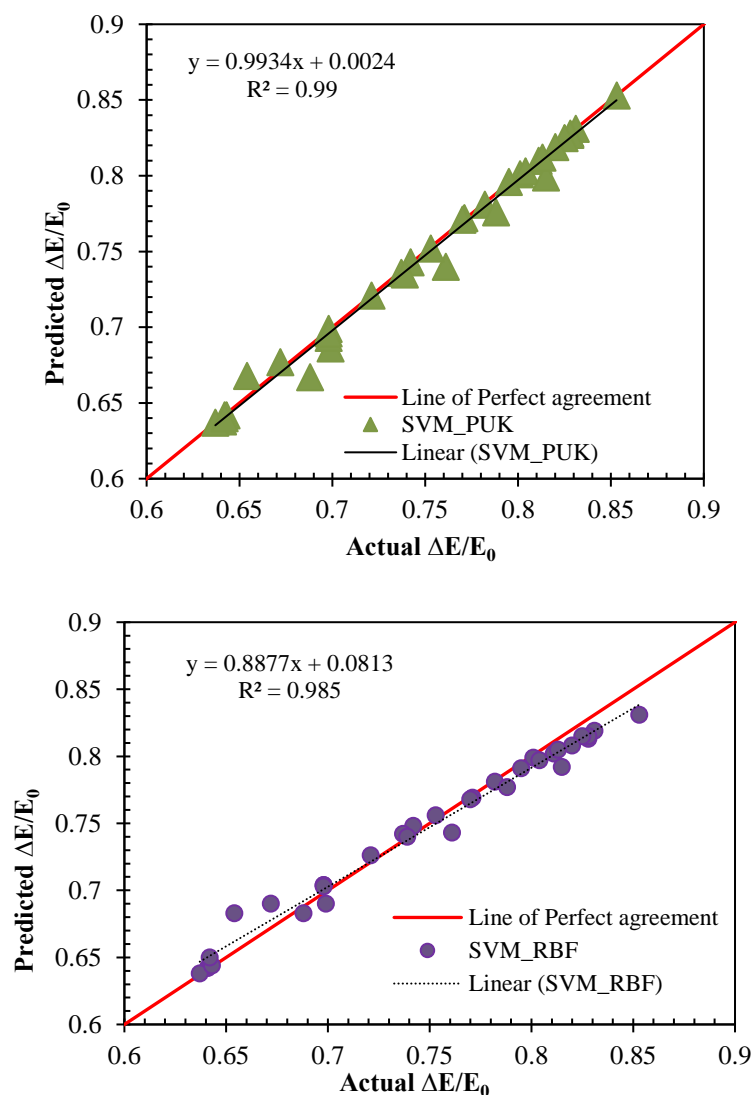 0.9
y = 0.9934x + 0.0024
R² = 0.99
0.85
0.8
0.75
0.7
0.65
0.6
Predicted ΔE/E₀
Line of Perfect agreement
SVM_PUK
Linear (SVM_PUK)
0.6 0.65 0.7 0.75 0.8 0.85 0.9
Actual ΔE/E₀
0.9
y = 0.8877x + 0.0813
R² = 0.985
0.85
0.8
0.75
0.7
0.65
0.6
Predicted ΔE/E₀
Line of Perfect agreement
SVM_RBF
Linear (SVM_RBF)
0.6 0.65 0.7 0.75 0.8 0.85 0.9
Actual ΔE/E₀